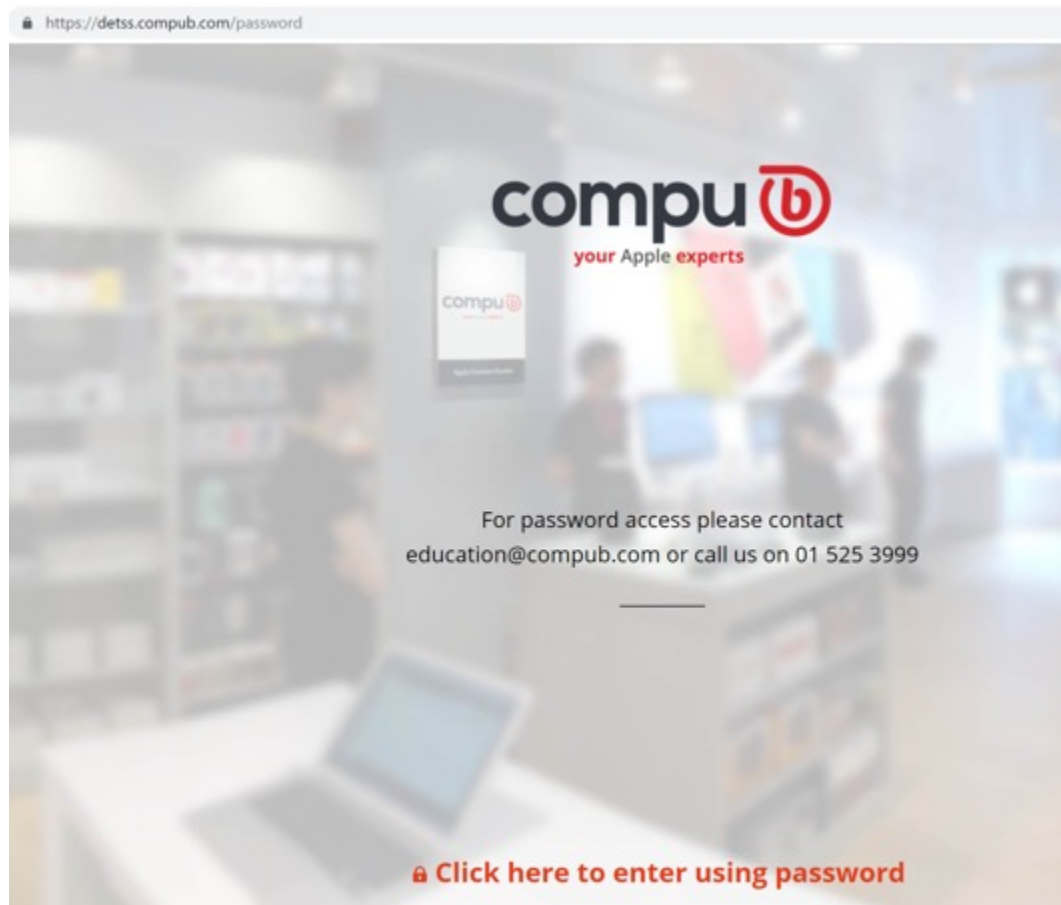 https://detss.compub.com/password
compu b
your Apple experts
compu b
For password access please contact
education@compub.com or call us on 01 525 3999
Click here to enter using password